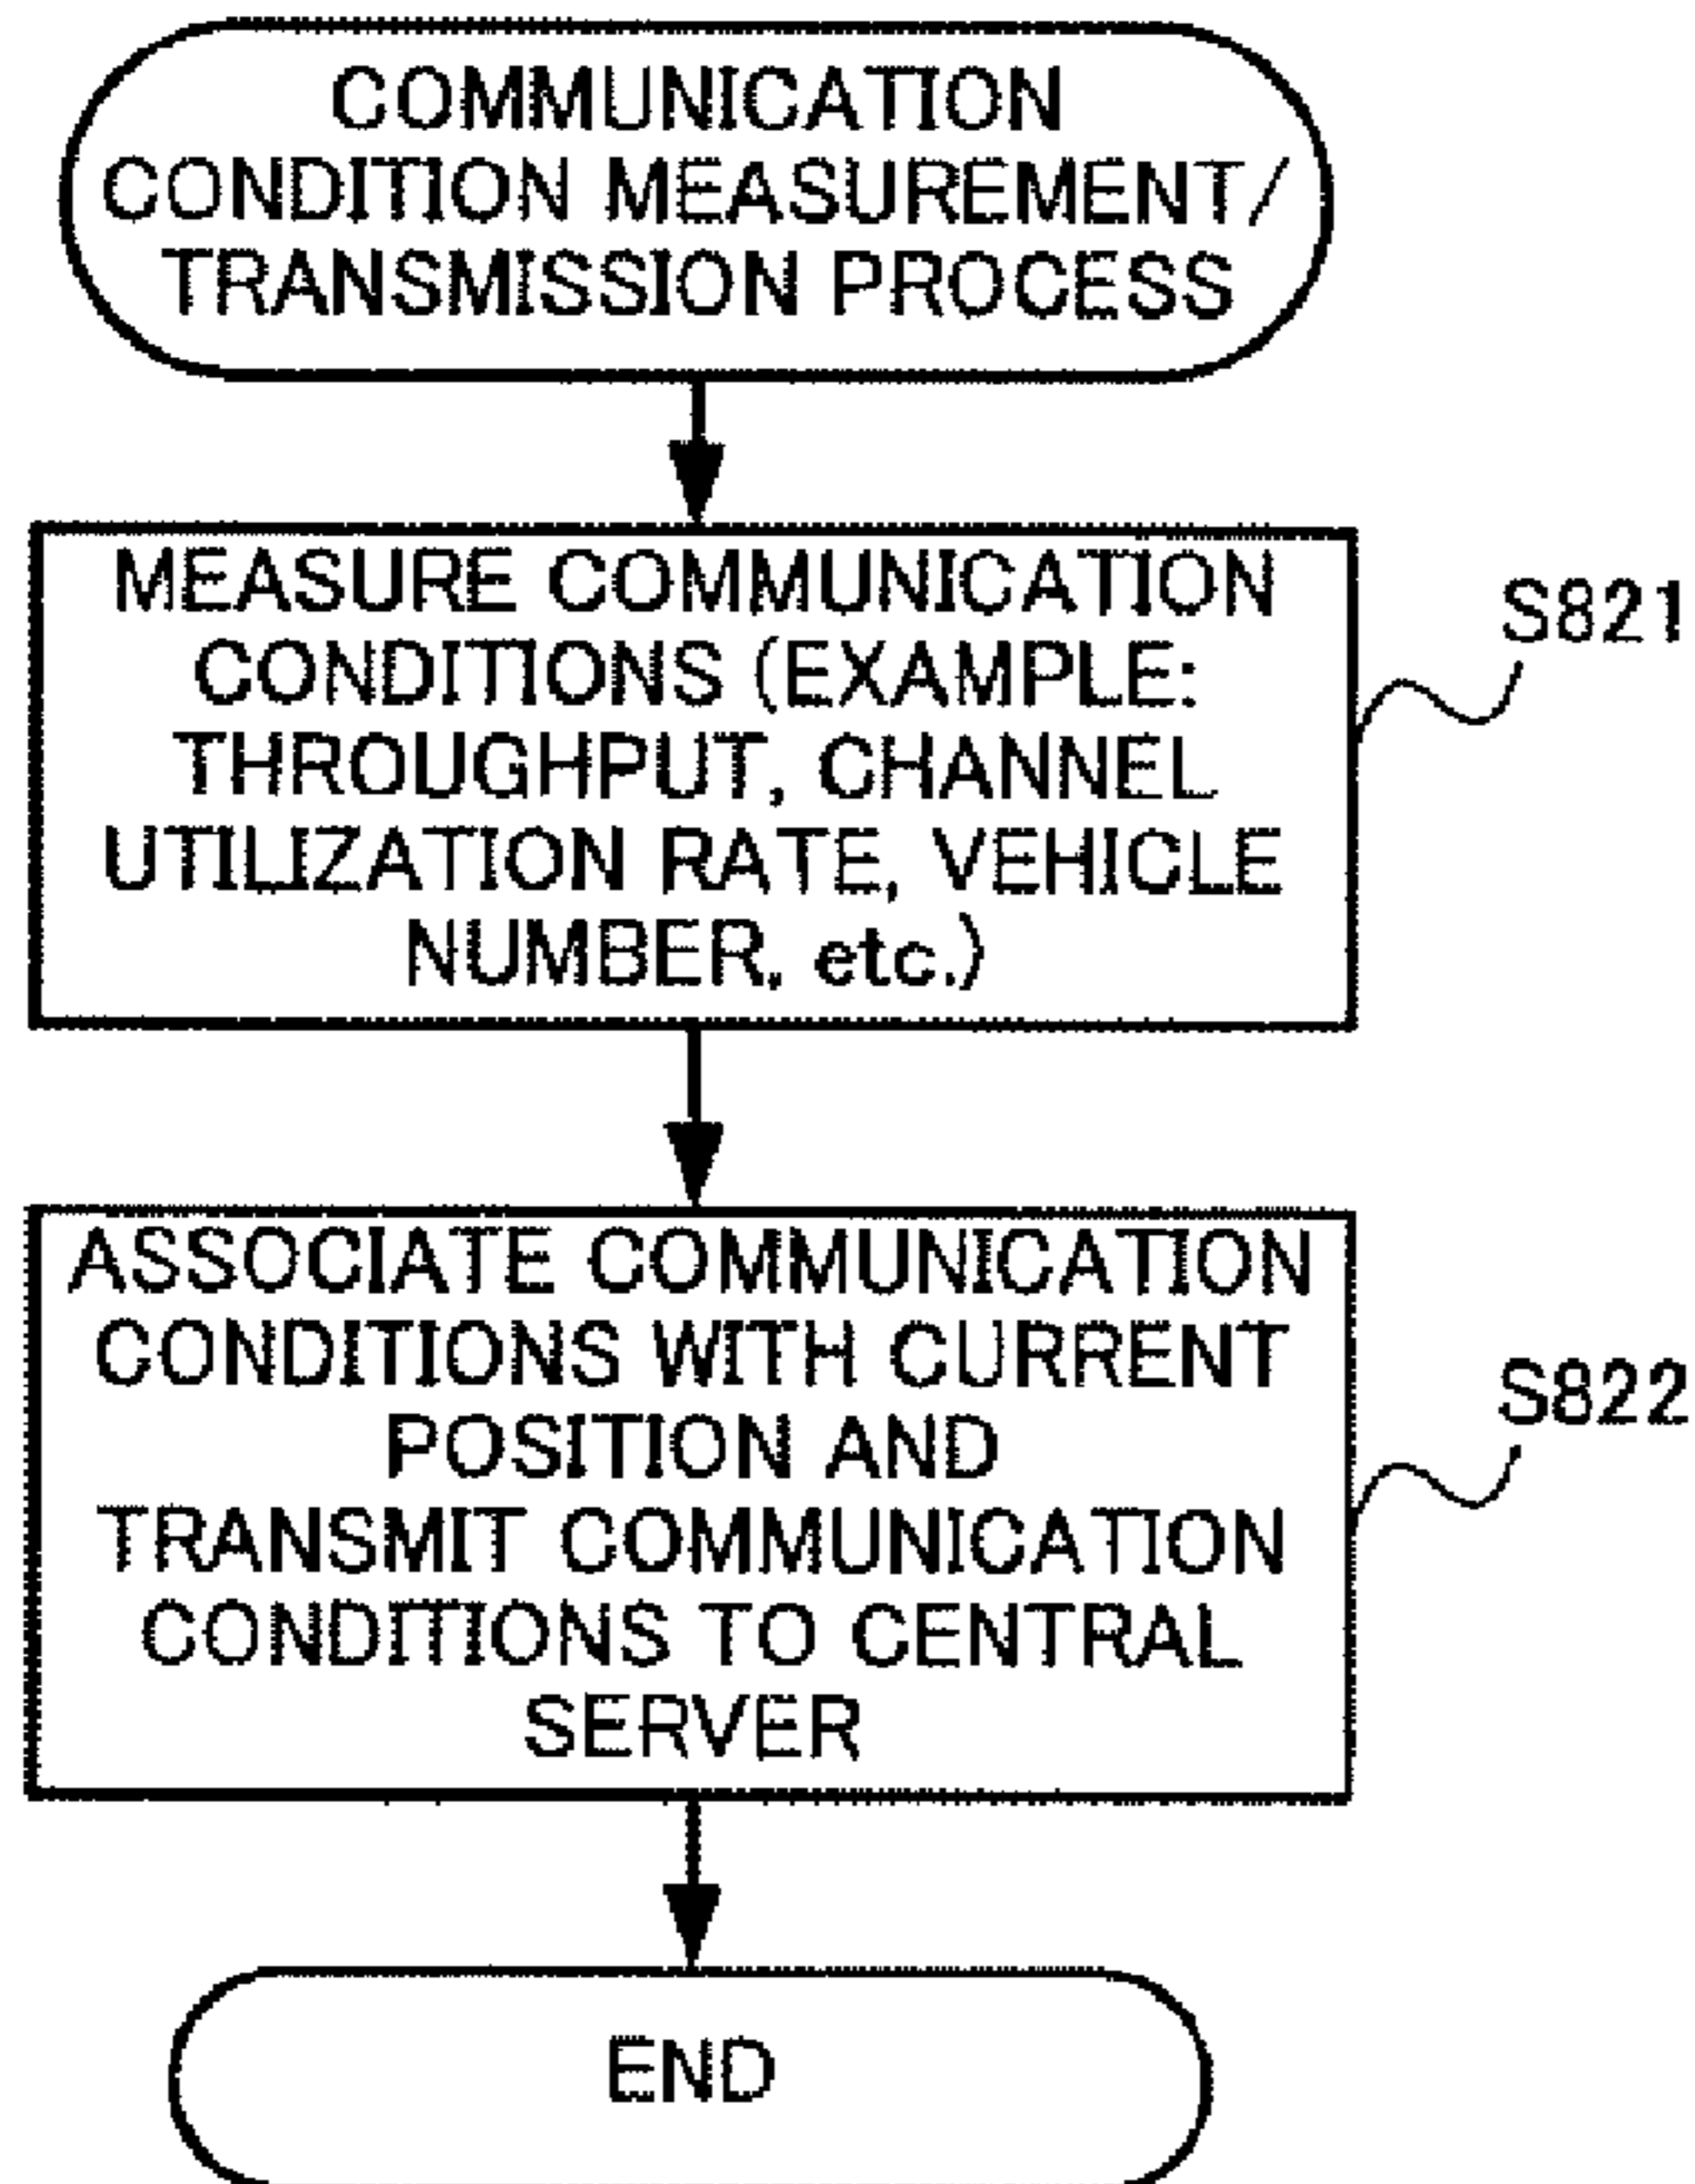 COMMUNICATION
CONDITION MEASUREMENT/
TRANSMISSION PROCESS
MEASURE COMMUNICATION
CONDITIONS (EXAMPLE:
THROUGHPUT, CHANNEL
UTILIZATION RATE, VEHICLE
NUMBER, etc.)
S821
ASSOCIATE COMMUNICATION
CONDITIONS WITH CURRENT
POSITION AND
TRANSMIT COMMUNICATION
CONDITIONS TO CENTRAL
SERVER
S822
END